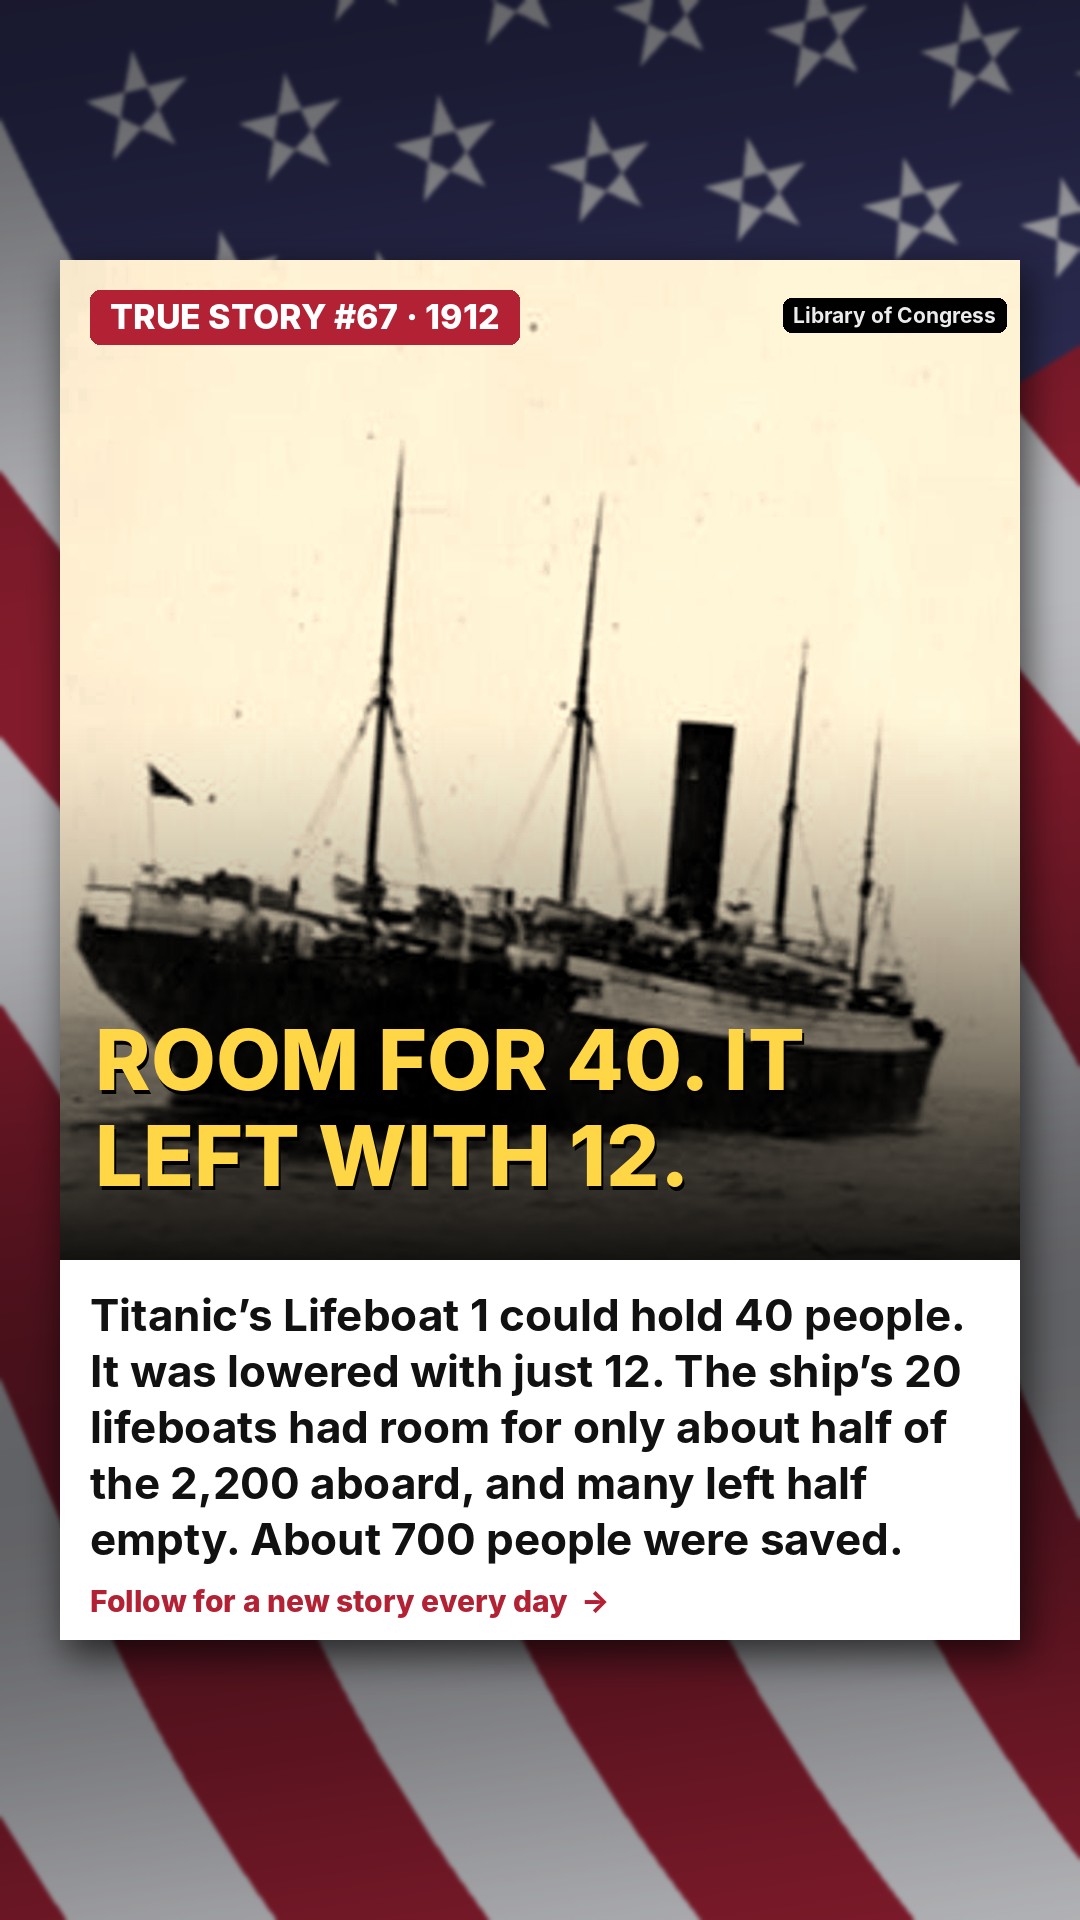 TRUE STORY #67 · 1912
Library of Congress
ROOM FOR 40. IT
LEFT WITH 12.
Titanic’s Lifeboat 1 could hold 40 people.
It was lowered with just 12. The ship’s 20
lifeboats had room for only about half of
the 2,200 aboard, and many left half
empty. About 700 people were saved.
Follow for a new story every day →